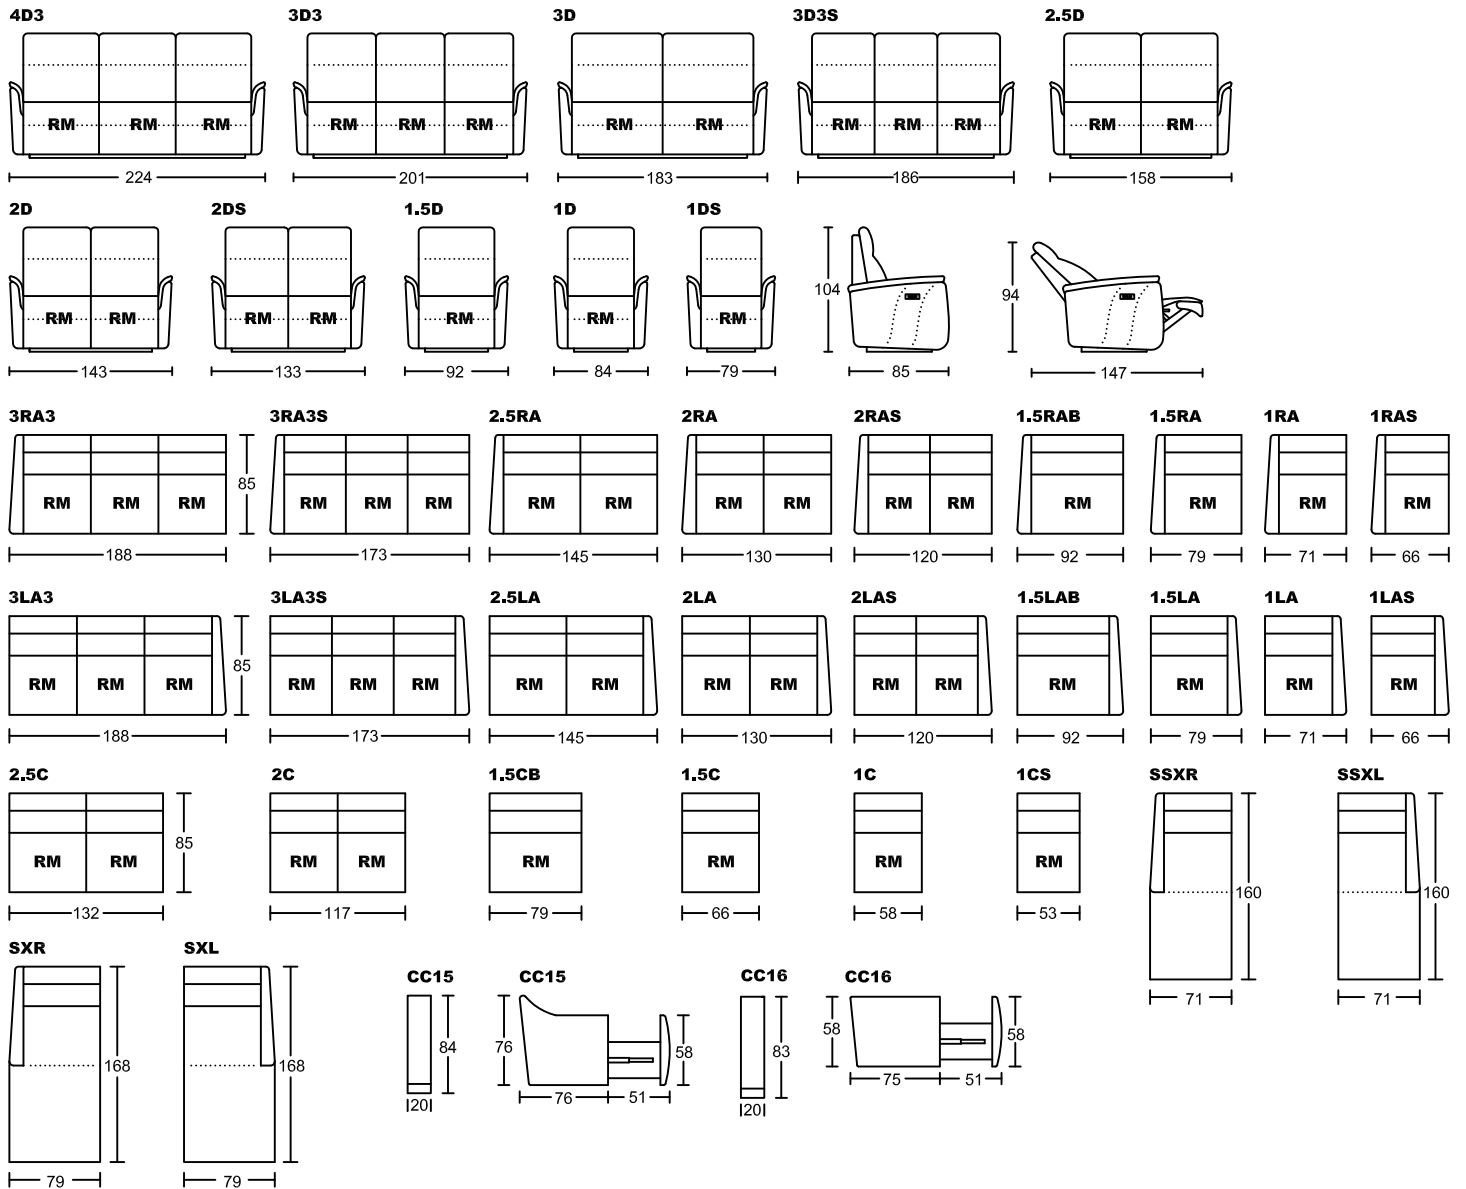 4D3 3D3 3D 3D3S 2.5D
RM RM RM RM RM RM RM RM RM RM RM RM RM
224 201 183 186 158
2D 2DS 1.5D 1D 1DS
104 94
RM RM RM RM RM RM RM
143 133 92 84 79 85 147
3RA3 3RA3S 2.5RA 2RA 2RAS 1.5RAB 1.5RA 1RA 1RAS
85
RM RM RM RM RM RM RM RM RM RM RM RM RM RM RM RM
188 173 145 130 120 92 79 71 66
3LA3 3LA3S 2.5LA 2LA 2LAS 1.5LAB 1.5LA 1LA 1LAS
85
RM RM RM RM RM RM RM RM RM RM RM RM RM RM RM RM
188 173 145 130 120 92 79 71 66
2.5C 2C 1.5CB 1.5C 1C 1CS SSXR SSXL
85
RM RM RM RM RM RM RM RM
160 160
132 117 79 66 58 53
SXR SXL CC15 CC15 CC16 CC16
71 71
58 58
84 76 58 83
168 168
75 51
76 51
20 20
79 79